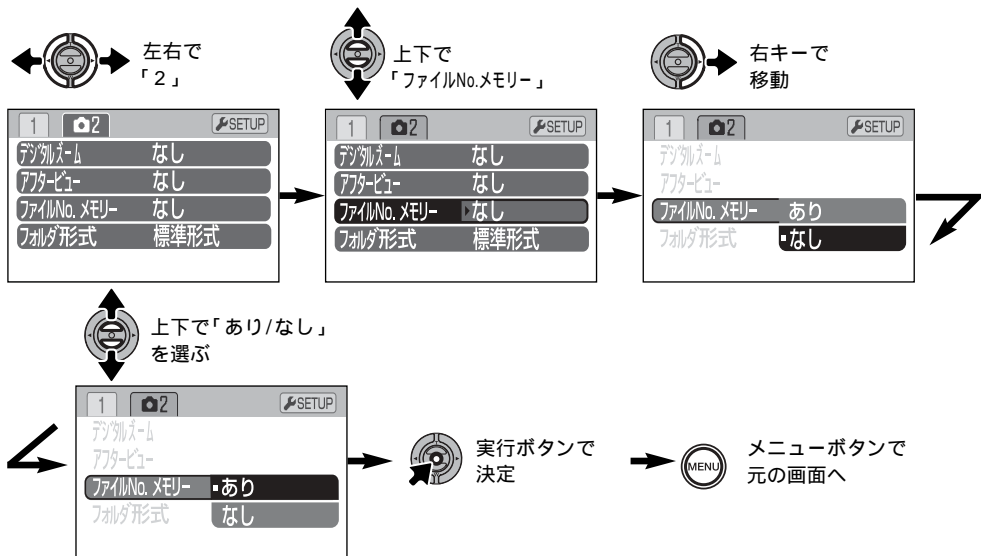 左右で
「2」
上下で
「ファイルNo.メモリー」
右キーで
移動
1 2 SETUP
デジタルズーム なし
アフタービュー なし
ファイルNo. メモリー なし
フォルダ形式 標準形式
1 2 SETUP
デジタルズーム なし
アフタービュー なし
ファイルNo. メモリー なし
フォルダ形式 標準形式
1 2 SETUP
デジタルズーム
アフタービュー
ファイルNo. メモリー あり
フォルダ形式 なし
上下で「あり/なし」
を選ぶ
1 2 SETUP
デジタルズーム
アフタービュー
ファイルNo. メモリー あり
フォルダ形式 なし
実行ボタンで
決定
MENU
メニューボタンで
元の画面へ